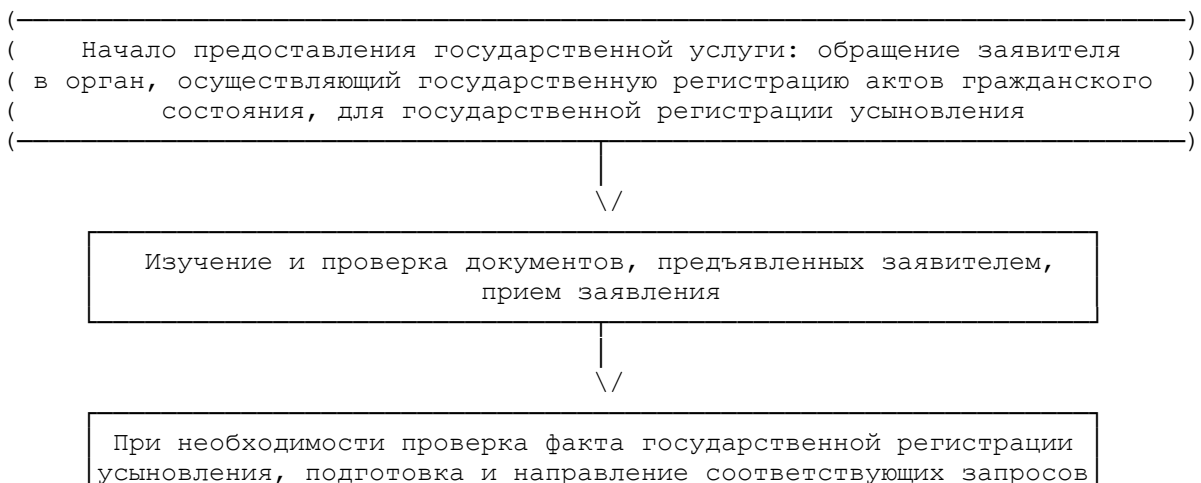 Начало предоставления государственной услуги: обращение заявителя
в орган, осуществляющий государственную регистрацию актов гражданского
состояния, для государственной регистрации усыновления
Изучение и проверка документов, предъявленных заявителем,
прием заявления
При необходимости проверка факта государственной регистрации
усыновления, подготовка и направление соответствующих запросов